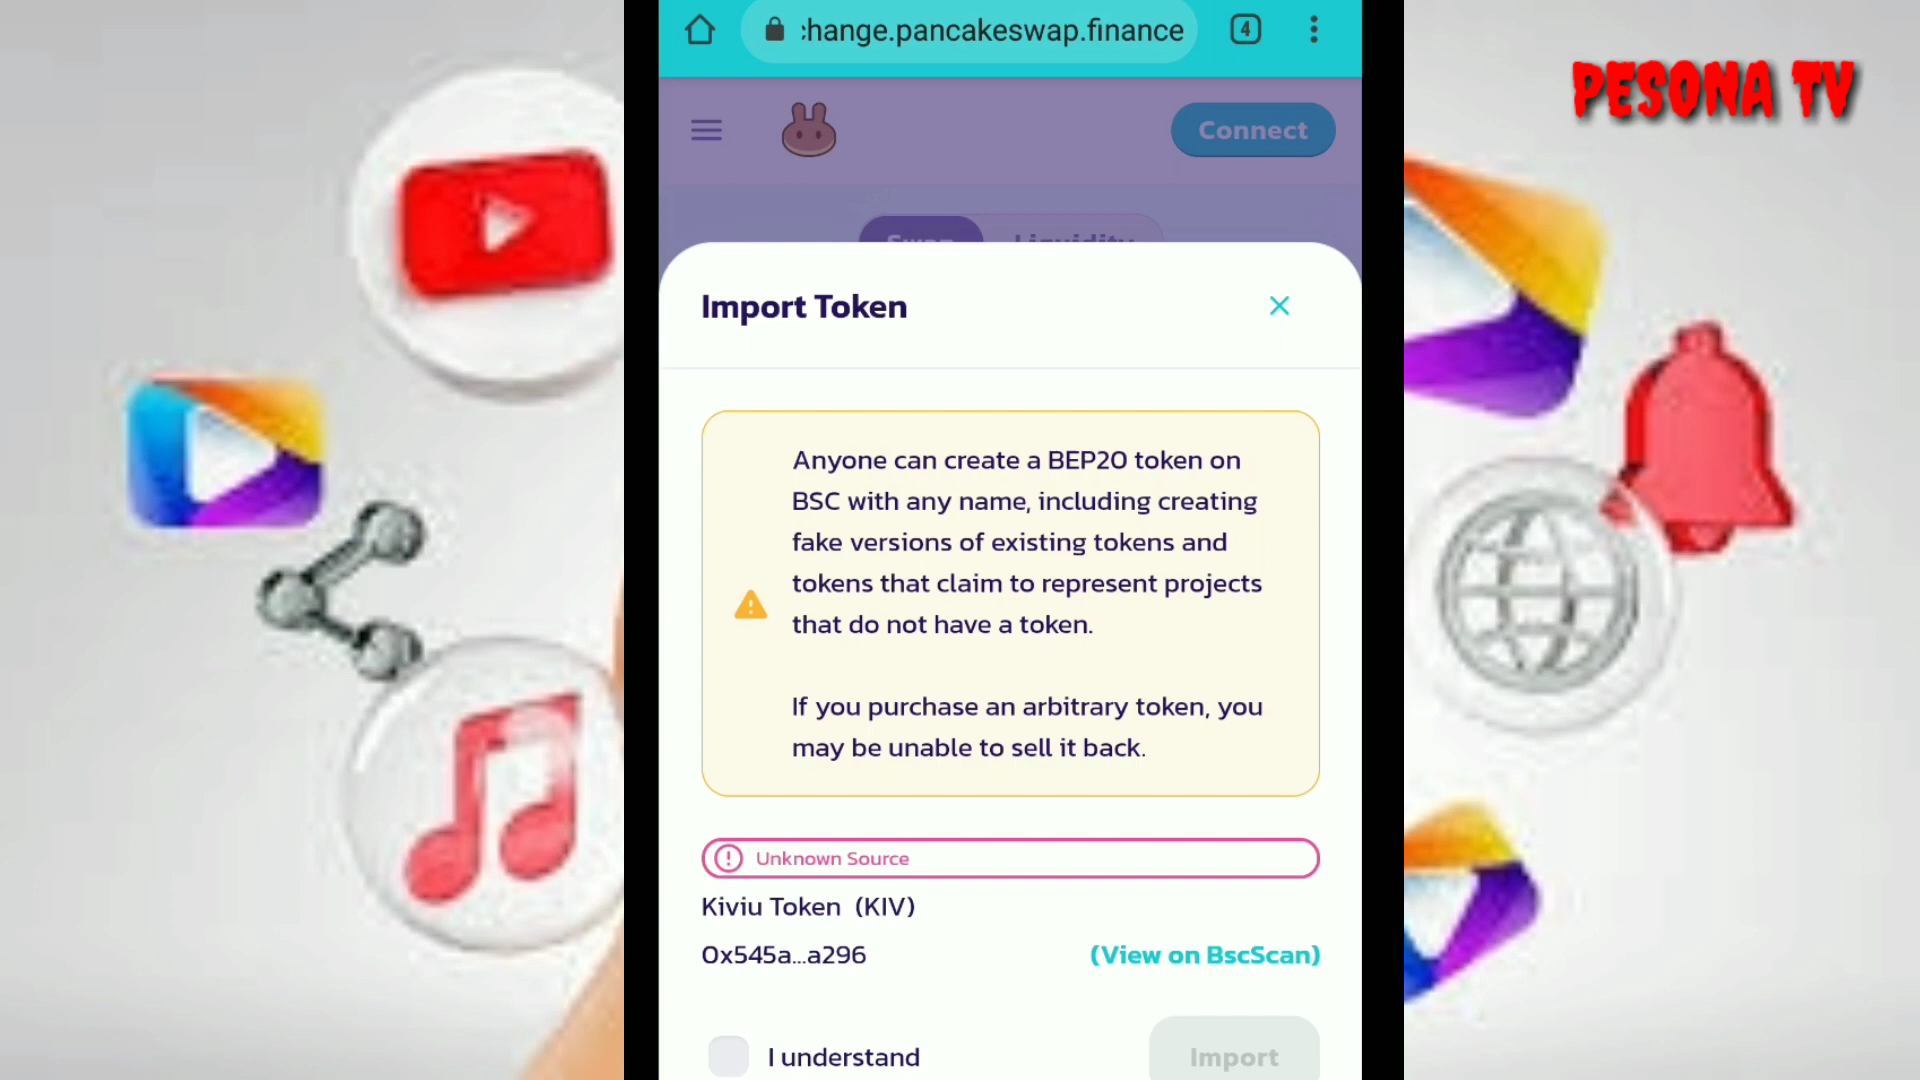 :hange.pancakeswap.finance
4
PESONA TV
Connect
Swap
Liquidity
Import Token
Anyone can create a BEP20 token on
BSC with any name, including creating
fake versions of existing tokens and
tokens that claim to represent projects
that do not have a token.
If you purchase an arbitrary token, you
may be unable to sell it back.
Unknown Source
Kiviu Token (KIV)
0x545a...a296
(View on BscScan)
I understand
Import